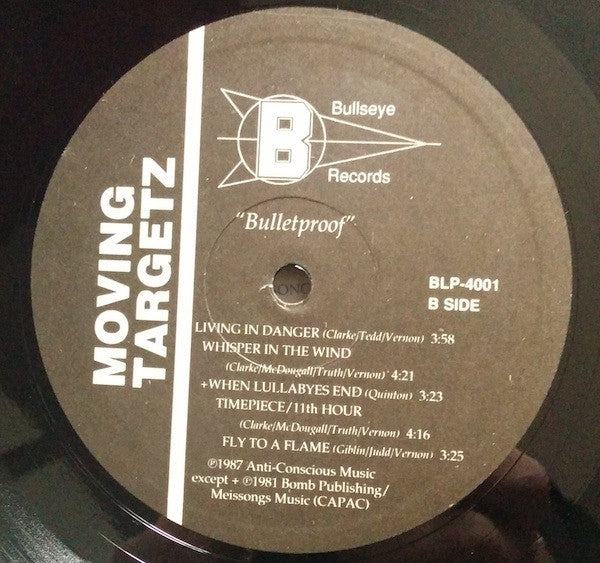 MOVING
TARGETZ
B
Bullseye
Records
"Bulletproof"
BLP-4001
B SIDE
LIVING IN DANGER (Clarke/Tedd/Vernon) 3:58
WHISPER IN THE WIND
(Clarke/McDougall/Truth/Vernon) 4:21
+WHEN LULLABYES END (Quinton) 3:23
TIMEPIECE/11th HOUR
(Clarke/McDougall/Truth/Vernon) 4:16
FLY TO A FLAME (Giblin/Judd/Vernon) 3:25
℗1987 Anti-Conscious Music
except + ℗1981 Bomb Publishing/
Meissongs Music (CAPAC)